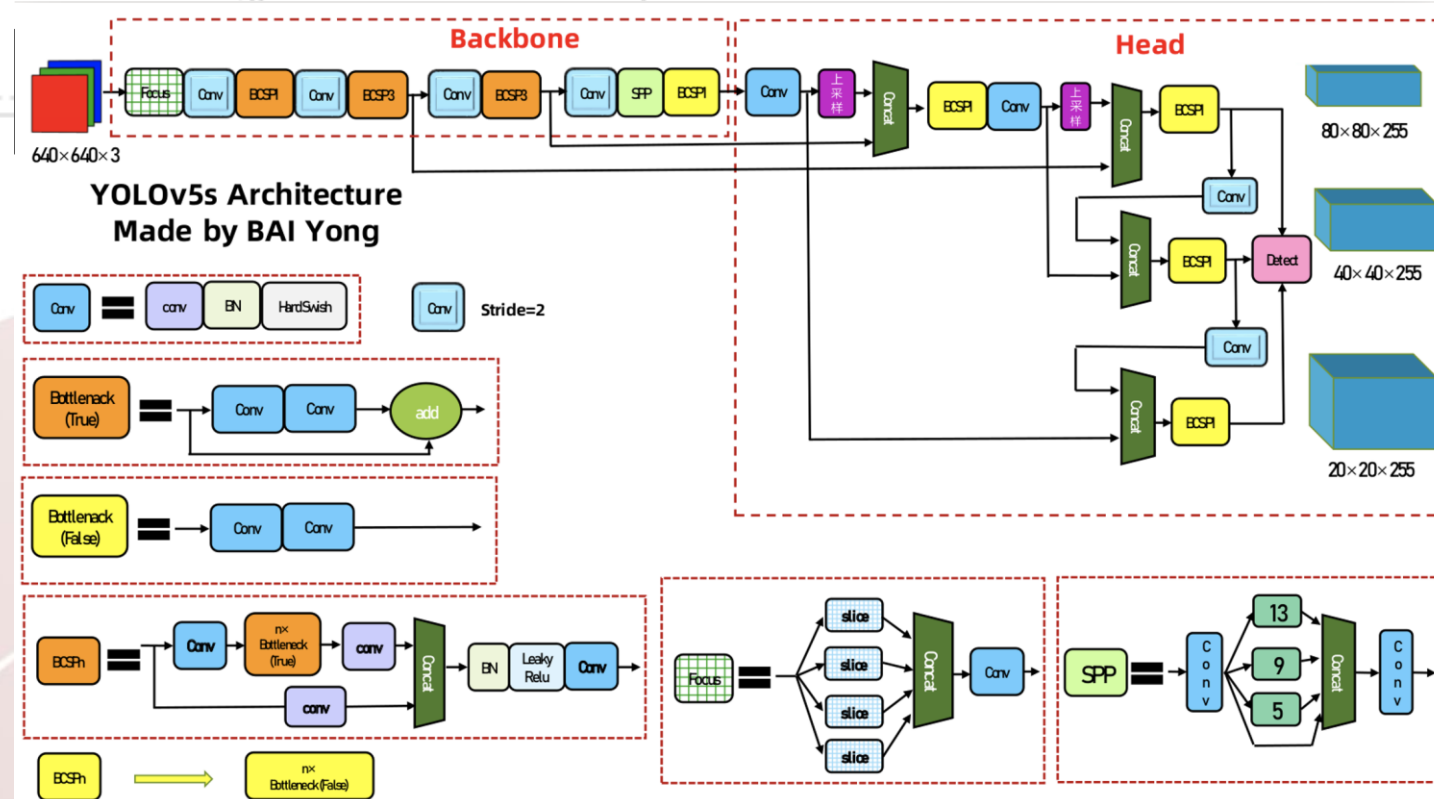 Backbone
Head
Focus
Conv
BCSP1
Conv
BCSP3
Conv
BCSP3
Conv
SPP
BCSP1
Conv
上采样
Concat
BCSP1
Conv
上采样
Concat
BCSP1
80×80×255
640×640×3
Conv
YOLOv5s Architecture
Made by BAI Yong
Concat
BCSP1
Detect
40×40×255
Conv
conv
BN
HardSwish
Conv
Stride=2
Conv
Bottlenack
(True)
Conv
Conv
add
Concat
BCSP1
20×20×255
Bottlenack
(False)
Conv
Conv
BCSPn
Conv
n×
Bottleneck
(True)
conv
Concat
BN
Leaky
Relu
Conv
conv
Focus
slice
slice
slice
slice
Concat
Conv
SPP
Conv
13
9
5
Concat
Conv
BCSPn
n×
Bottleneck(False)